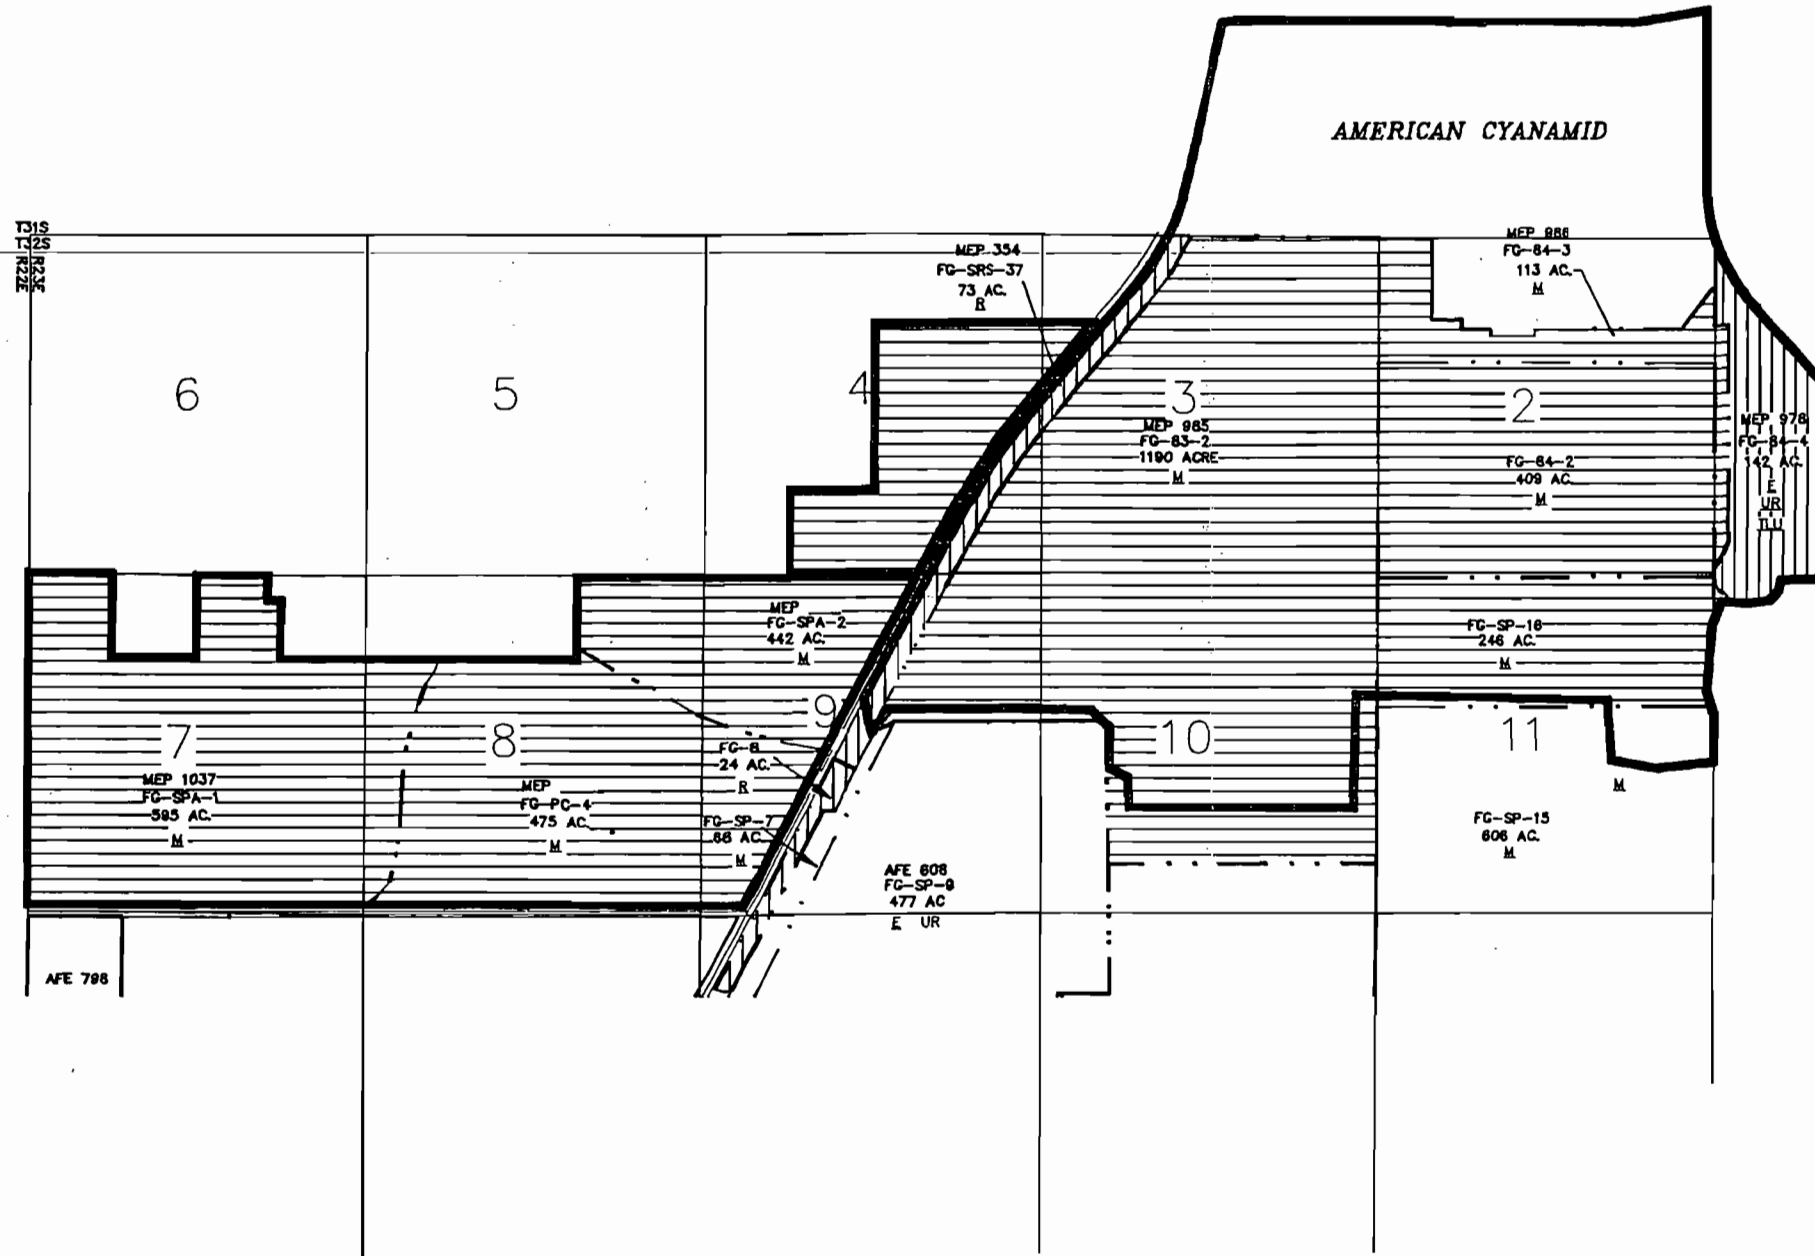 AMERICAN CYANAMID
T31S
T32S
R22E
R23E
MEP 354
FG-SRS-37
73 AC.
R
MEP 986
FG-84-3
113 AC.
M
6
5
4
3
MEP 985
FG-83-2
1190 ACRE
M
2
FG-84-2
409 AC.
M
MEP 978
FG-84-4
142 AC.
E
UR
TLU
MEP
FG-SPA-2
442 AC.
M
FG-SP-16
246 AC.
M
7
MEP 1037
FG-SPA-1
595 AC.
M
8
MEP
FG-PC-4
475 AC.
M
9
FG-8
24 AC.
R
FG-SP-7
66 AC.
M
10
11
M
FG-SP-15
606 AC.
M
AFE 608
FG-SP-9
477 AC
E UR
AFE 798